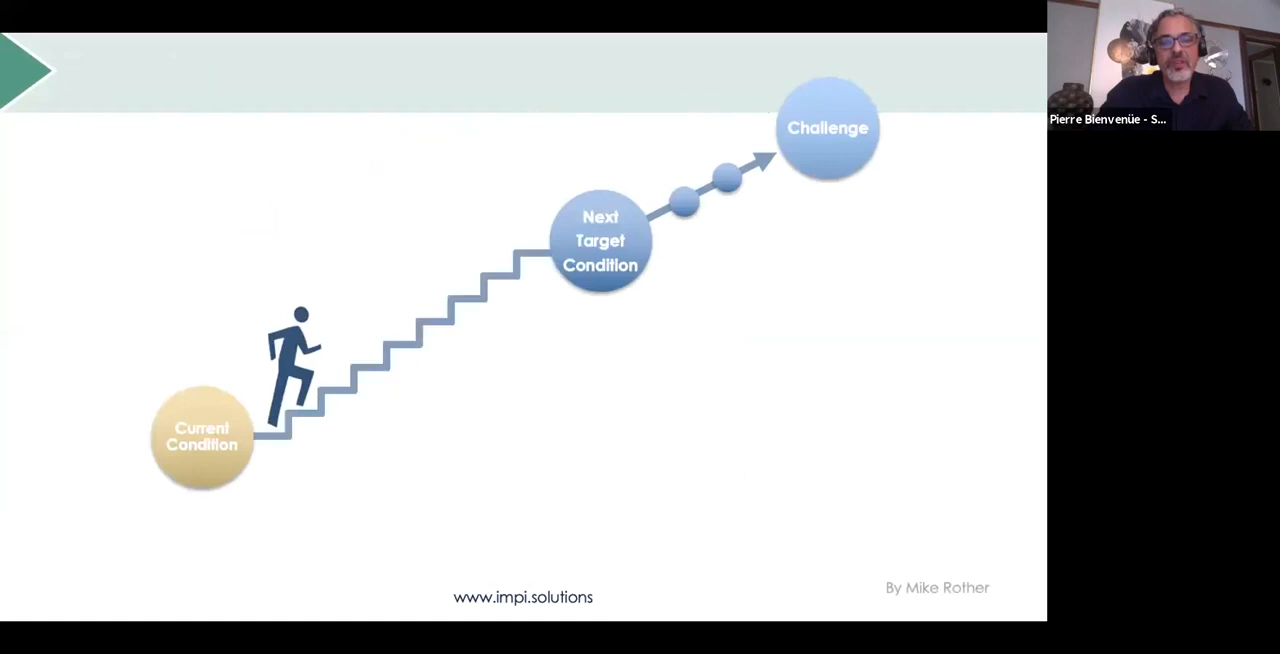 Challenge
Next
Target
Condition
Current
Condition
www.impi.solutions
By Mike Rother
Pierre Bienvenüe - S...